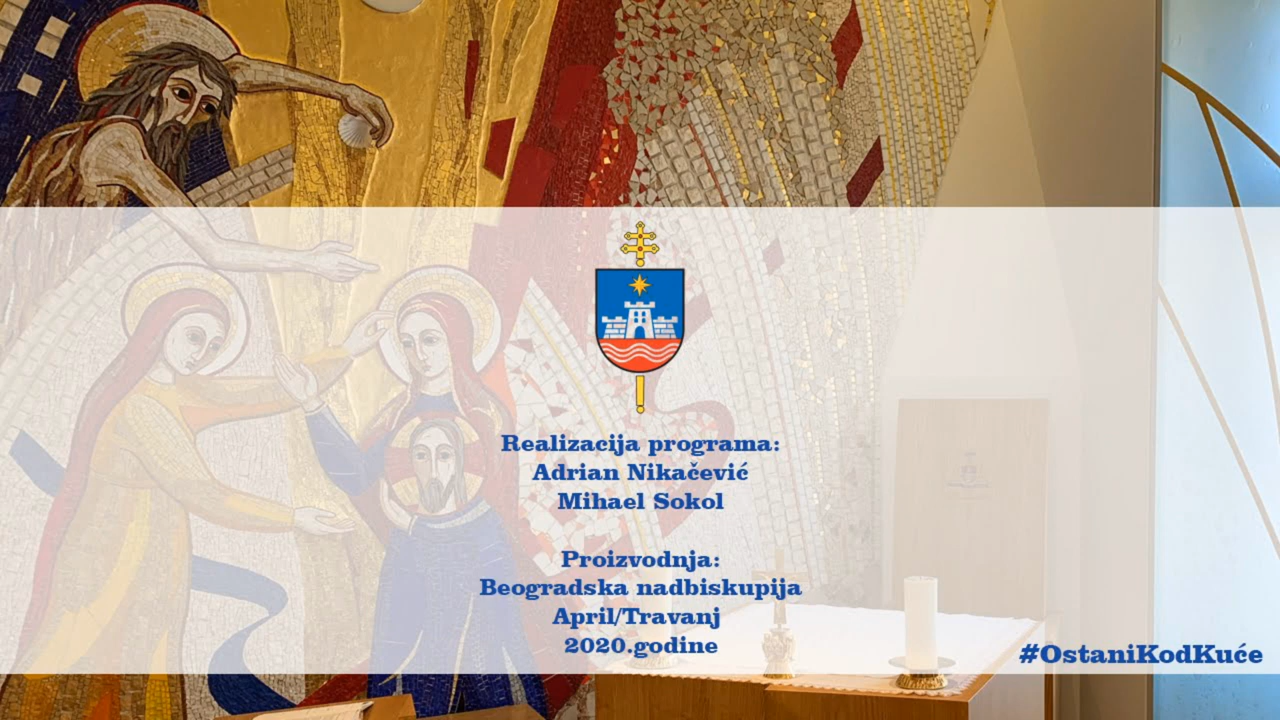 Realizacija programa:
Adrian Nikačević
Mihael Sokol
Proizvodnja:
Beogradska nadbiskupija
April/Travanj
2020.godine
#OstaniKodKuće